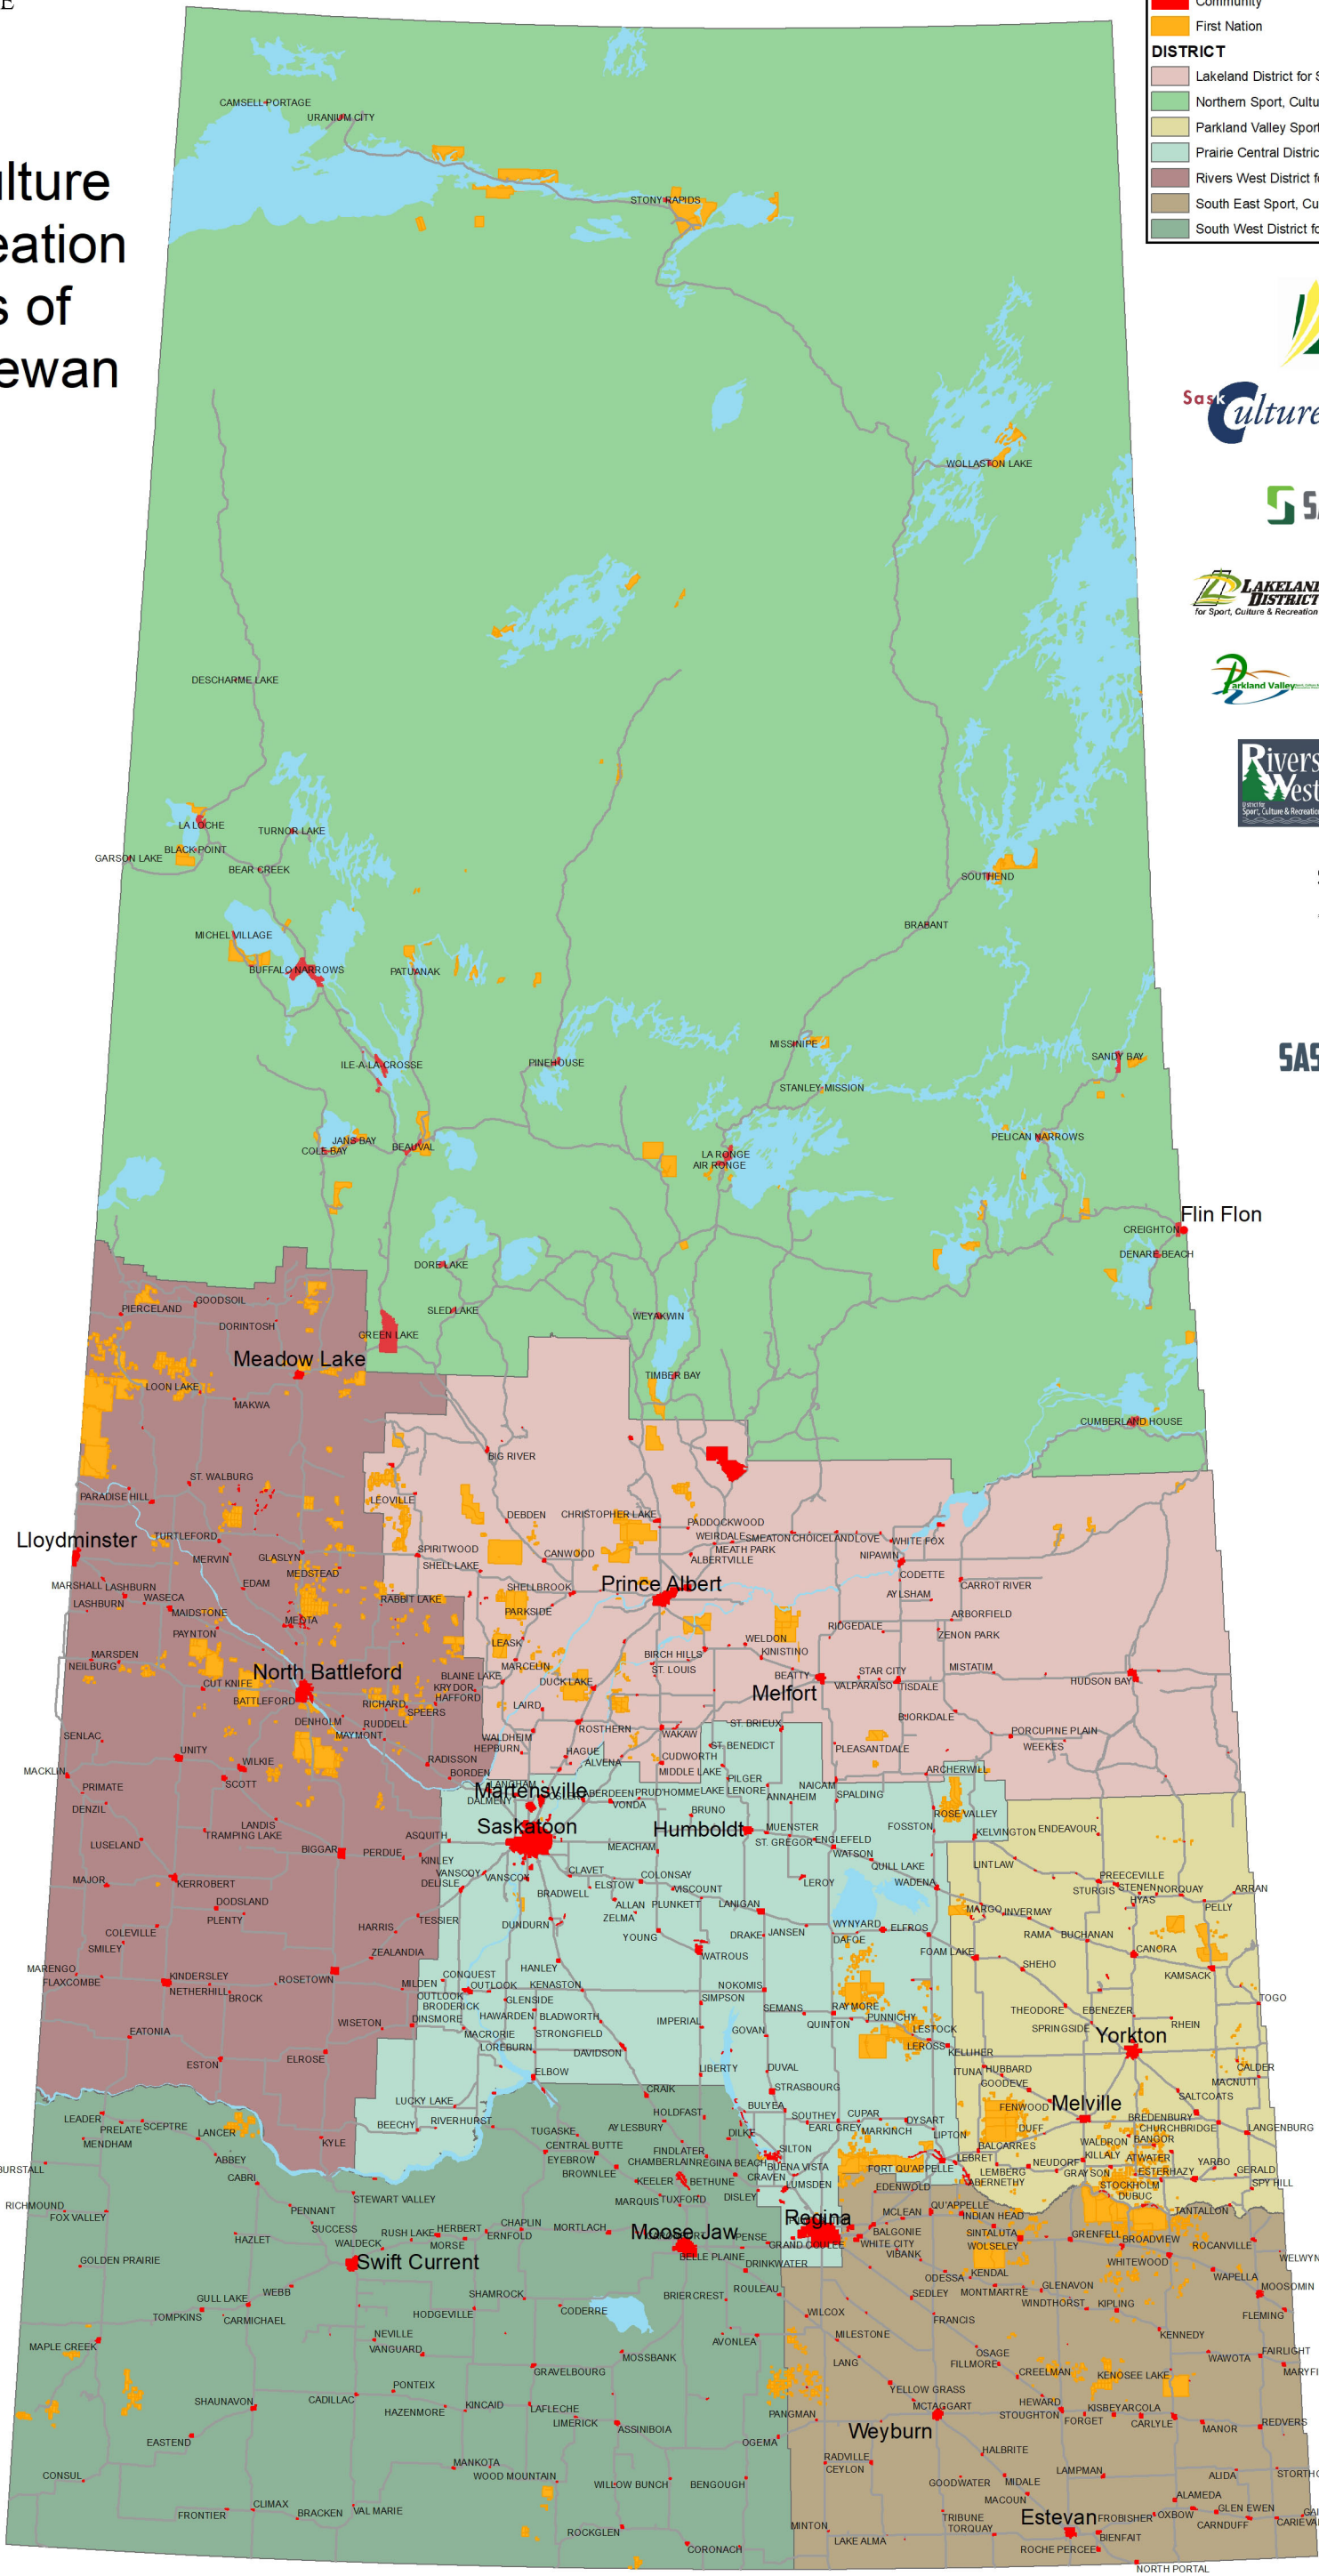 E
lture
eation
s of
ewan
Community
First Nation
DISTRICT
Lakeland District for S
Northern Sport, Cultu
Parkland Valley Sport
Prairie Central Distric
Rivers West District fo
South East Sport, Cu
South West District fo
Sask Culture
LAKELAND
DISTRICT
for Sport, Culture & Recreation
Parkland Valley
Rivers
West
District for
Sport, Culture & Recreation
SAS
CAMSELL PORTAGE
URANIUM CITY
STONY RAPIDS
WOLLASTON LAKE
DESCHARME LAKE
LA LOCHE
TURNOR LAKE
BLACK POINT
GARSON LAKE
BEAR CREEK
SOUTHEND
BRABANT
MICHEL VILLAGE
BUFFALO NARROWS
PATUANAK
MISSINIPE
SANDY BAY
ILE-A-LA-CROSSE
PINEHOUSE
STANLEY MISSION
JANS BAY
COLE BAY
BEAUVAL
PELICAN NARROWS
LA RONGE
AIR RONGE
Flin Flon
CREIGHTON
DENARE BEACH
DORE LAKE
SLED LAKE
WEYAKWIN
GREEN LAKE
TIMBER BAY
CUMBERLAND HOUSE
PIERCELAND
GOODSOIL
DORINTOSH
Meadow Lake
LOON LAKE
MAKWA
BIG RIVER
ST. WALBURG
PARADISE HILL
LEOVILLE
DEBDEN
CHRISTOPHER LAKE
PADDOCKWOOD
Lloydminster
TURTLEFORD
WEIRDALE
SMEATON
CHOICELAND
LOVE
WHITE FOX
MEATH PARK
MERVIN
GLASLYN
SPIRITWOOD
CANWOOD
ALBERTVILLE
NIPAWIN
MEDSTEAD
SHELL LAKE
CODETTE
MARSHALL
LASHBURN
EDAM
SHELLBROOK
Prince Albert
CARROT RIVER
WASECA
RABBIT LAKE
AYLSHAM
LASHBURN
MAIDSTONE
PARKSIDE
ARBORFIELD
MEOTA
RIDGEDALE
PAYNTON
ZENON PARK
LEASK
WELDON
MARSDEN
BIRCH HILLS
KINISTINO
NEILBURG
MARCELIN
ST. LOUIS
MISTATIM
North Battleford
BLAINE LAKE
BEATTY
STAR CITY
HUDSON BAY
CUT KNIFE
KRYDOR
DUCK LAKE
VALPARAISO
TISDALE
BATTLEFORD
HAFFORD
Melfort
RICHARD
LAIRD
SPEERS
BJORKDALE
DENHOLM
RUDDELL
ROSTHERN
ST. BRIEUX
PORCUPINE PLAIN
SENLAC
MAYMONT
WALDHEIM
WAKAW
HEPBURN
ST. BENEDICT
PLEASANTDALE
WEEKES
UNITY
HAGUE
CUDWORTH
WILKIE
RADISSON
ALVENA
MACKLIN
BORDEN
MIDDLE LAKE
ARCHERWILL
SCOTT
PILGER
PRIMATE
LANGHAM
Martensville
NAICAM
DALMENY
ABERDEEN
PRUD'HOMME
LAKE LENORE
ANNAHEIM
SPALDING
DENZIL
VONDA
BRUNO
ROSE VALLEY
LANDIS
Saskatoon
Humboldt
MUENSTER
FOSSTON
KELVINGTON
ENDEAVOUR
TRAMPING LAKE
ASQUITH
ST. GREGOR
ENGLEFELD
LUSELAND
BIGGAR
PERDUE
MEACHAM
WATSON
KINLEY
QUILL LAKE
LINTLAW
VANSCOY
VANSCOY
CLAVET
COLONSAY
PREECEVILLE
MAJOR
KERROBERT
DELISLE
ELSTOW
VISCOUNT
LEROY
WADENA
STURGIS
STENEN
NORQUAY
ARRAN
BRADWELL
HYAS
DODSLAND
ALLAN
PLUNKETT
LANIGAN
MARGO
INVERMAY
PELLY
PLENTY
TESSIER
ZELMA
WYNYARD
COLEVILLE
HARRIS
DUNDURN
DRAKE
JANSEN
ELFROS
RAMA
BUCHANAN
YOUNG
DAFOE
SMILEY
ZEALANDIA
FOAM LAKE
CANORA
WATROUS
MARENGO
HANLEY
SHEHO
KAMSACK
FLAXCOMBE
KINDERSLEY
ROSETOWN
MILDEN
CONQUEST
OUTLOOK
KENASTON
NOKOMIS
NETHERHILL
BROCK
OUTLOOK
GLENSIDE
SIMPSON
TOGO
BRODERICK
SEMANS
RAYMORE
THEODORE
EBENEZER
DINSMORE
HAWARDEN
BLADWORTH
PUNNICHY
WISETON
IMPERIAL
QUINTON
LESTOCK
SPRINGSIDE
RHEIN
EATONIA
MACRORIE
STRONGFIELD
GOVAN
Yorkton
LOREBURN
DAVIDSON
LEROSS
KELLIHER
ESTON
ELROSE
ELBOW
LIBERTY
DUVAL
ITUNA
HUBBARD
CALDER
GOODEVE
MACNUTT
CRAIK
STRASBOURG
LUCKY LAKE
SALTCOATS
HOLDFAST
BULYEA
FENWOOD
Melville
LEADER
BEECHY
RIVERHURST
SOUTHEY
CUPAR
DYSART
BREDENBURY
PRELATE
SCEPTRE
TUGASKE
AYLESBURY
EARL GREY
MARKINCH
DUFF
CHURCHBRIDGE
LANGENBURG
LANCER
DILKE
LIPTON
MENDHAM
KYLE
CENTRAL BUTTE
FINDLATER
SILTON
BALCARRES
WALDRON
BANGOR
ABBEY
EYEBROW
CHAMBERLAIN
REGINA BEACH
BUENA VISTA
LEBRET
KILLALY
ATWATER
BURSTALL
BROWNLEE
FORT QU'APPELLE
NEUDORF
YARBO
CABRI
KEELER
BETHUNE
CRAVEN
LEMBERG
GRAYSON
ESTERHAZY
GERALD
LUMSDEN
EDENWOLD
ABERNETHY
STOCKHOLM
SPY HILL
STEWART VALLEY
MARQUIS
TUXFORD
DISLEY
DUBUC
RICHMOUND
QU'APPELLE
FOX VALLEY
PENNANT
CHAPLIN
Regina
MCLEAN
INDIAN HEAD
TANTALLON
SUCCESS
RUSH LAKE
HERBERT
ERNFOLD
MORTLACH
Moose Jaw
PENSE
BALGONIE
SINTALUTA
GRENFELL
BROADVIEW
HAZLET
WALDECK
MORSE
GRAND COULEE
WHITE CITY
WOLSELEY
ROCANVILLE
BELLE PLAINE
VIBANK
WHITEWOOD
WELWYN
GOLDEN PRAIRIE
Swift Current
DRINKWATER
KENDAL
ODESSA
WAPELLA
WEBB
SHAMROCK
BRIERCREST
ROULEAU
SEDLEY
MONTMARTRE
GLENAVON
MOOSOMIN
GULL LAKE
WINDTHORST
KIPLING
TOMPKINS
CARMICHAEL
HODGEVILLE
CODERRE
WILCOX
FRANCIS
FLEMING
NEVILLE
MILESTONE
KENNEDY
MAPLE CREEK
VANGUARD
AVONLEA
OSAGE
FAIRLIGHT
MOSSBANK
LANG
FILLMORE
WAWOTA
GRAVELBOURG
CREELMAN
KENOSEE LAKE
MARYFI
PONTEIX
YELLOW GRASS
SHAUNAVON
CADILLAC
KINCAID
LAFLECHE
MCTAGGART
HEWARD
KISBEY
ARCOLA
HAZENMORE
LIMERICK
ASSINIBOIA
PANGMAN
STOUGHTON
FORGET
CARLYLE
REDVERS
Weyburn
MANOR
EASTEND
OGEMA
HALBRITE
MANKOTA
RADVILLE
CONSUL
WOOD MOUNTAIN
WILLOW BUNCH
BENGOUGH
CEYLON
LAMPMAN
ALIDA
STORTHO
GOODWATER
MIDALE
MACOUN
ALAMEDA
CLIMAX
VAL MARIE
GLEN EWEN
FRONTIER
BRACKEN
TRIBUNE
Estevan
FROBISHER
OXBOW
MINTON
TORQUAY
CARNDUFF
CARIEVA
ROCKGLEN
LAKE ALMA
BIENFAIT
CORONACH
ROCHE PERCEE
NORTH PORTAL